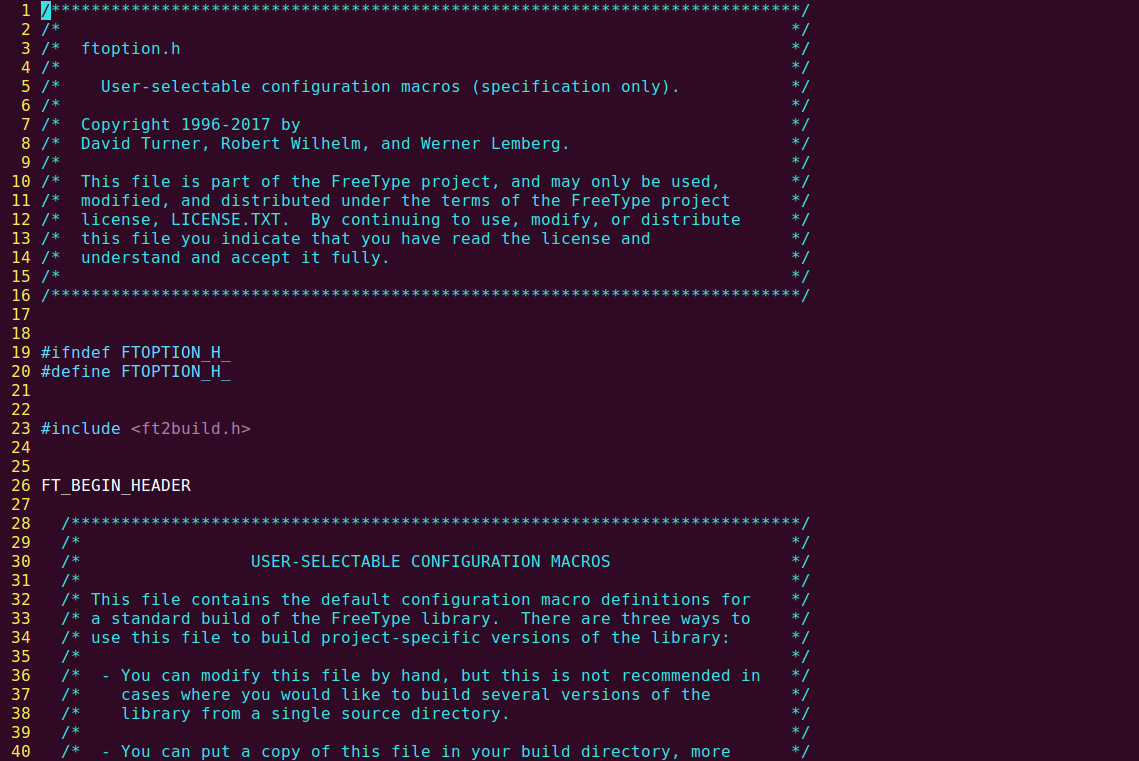 1 /***************************************************************************/
2 /*                                                                         */
3 /*  ftoption.h                                                             */
4 /*                                                                         */
5 /*    User-selectable configuration macros (specification only).           */
6 /*                                                                         */
7 /*  Copyright 1996-2017 by                                                 */
8 /*  David Turner, Robert Wilhelm, and Werner Lemberg.                      */
9 /*                                                                         */
10 /*  This file is part of the FreeType project, and may only be used,       */
11 /*  modified, and distributed under the terms of the FreeType project      */
12 /*  license, LICENSE.TXT.  By continuing to use, modify, or distribute     */
13 /*  this file you indicate that you have read the license and              */
14 /*  understand and accept it fully.                                        */
15 /*                                                                         */
16 /***************************************************************************/
17
18
19 #ifndef FTOPTION_H_
20 #define FTOPTION_H_
21
22
23 #include <ft2build.h>
24
25
26 FT_BEGIN_HEADER
27
28   /*************************************************************************/
29   /*                                                                       */
30   /*                 USER-SELECTABLE CONFIGURATION MACROS                  */
31   /*                                                                       */
32   /* This file contains the default configuration macro definitions for    */
33   /* a standard build of the FreeType library.  There are three ways to    */
34   /* use this file to build project-specific versions of the library:      */
35   /*                                                                       */
36   /*  - You can modify this file by hand, but this is not recommended in   */
37   /*    cases where you would like to build several versions of the        */
38   /*    library from a single source directory.                            */
39   /*                                                                       */
40   /*  - You can put a copy of this file in your build directory, more      */